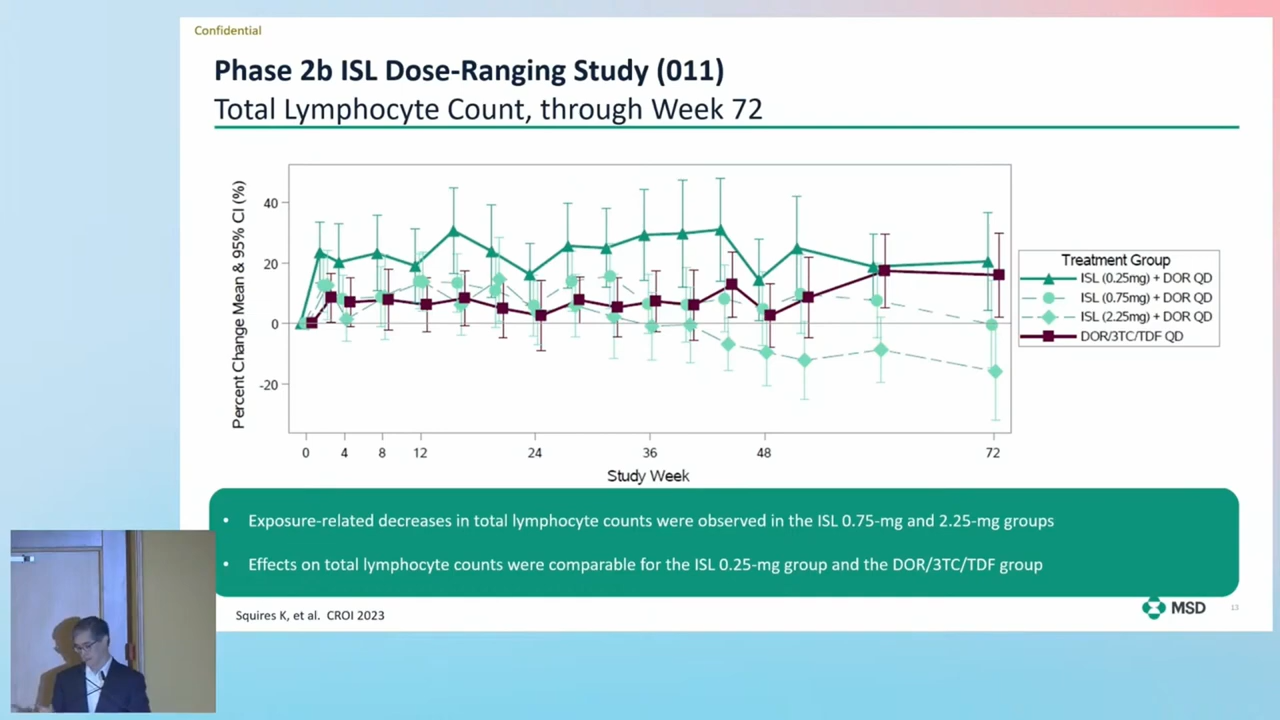 Confidential
Phase 2b ISL Dose-Ranging Study (011)
Total Lymphocyte Count, through Week 72
Percent Change Mean & 95% CI (%)
40
20
0
-20
0 4 8 12 24 36 48 72
Study Week
Treatment Group
ISL (0.25mg) + DOR QD
ISL (0.75mg) + DOR QD
ISL (2.25mg) + DOR QD
DOR/3TC/TDF QD
• Exposure-related decreases in total lymphocyte counts were observed in the ISL 0.75-mg and 2.25-mg groups
• Effects on total lymphocyte counts were comparable for the ISL 0.25-mg group and the DOR/3TC/TDF group
Squires K, et al. CROI 2023
MSD
13